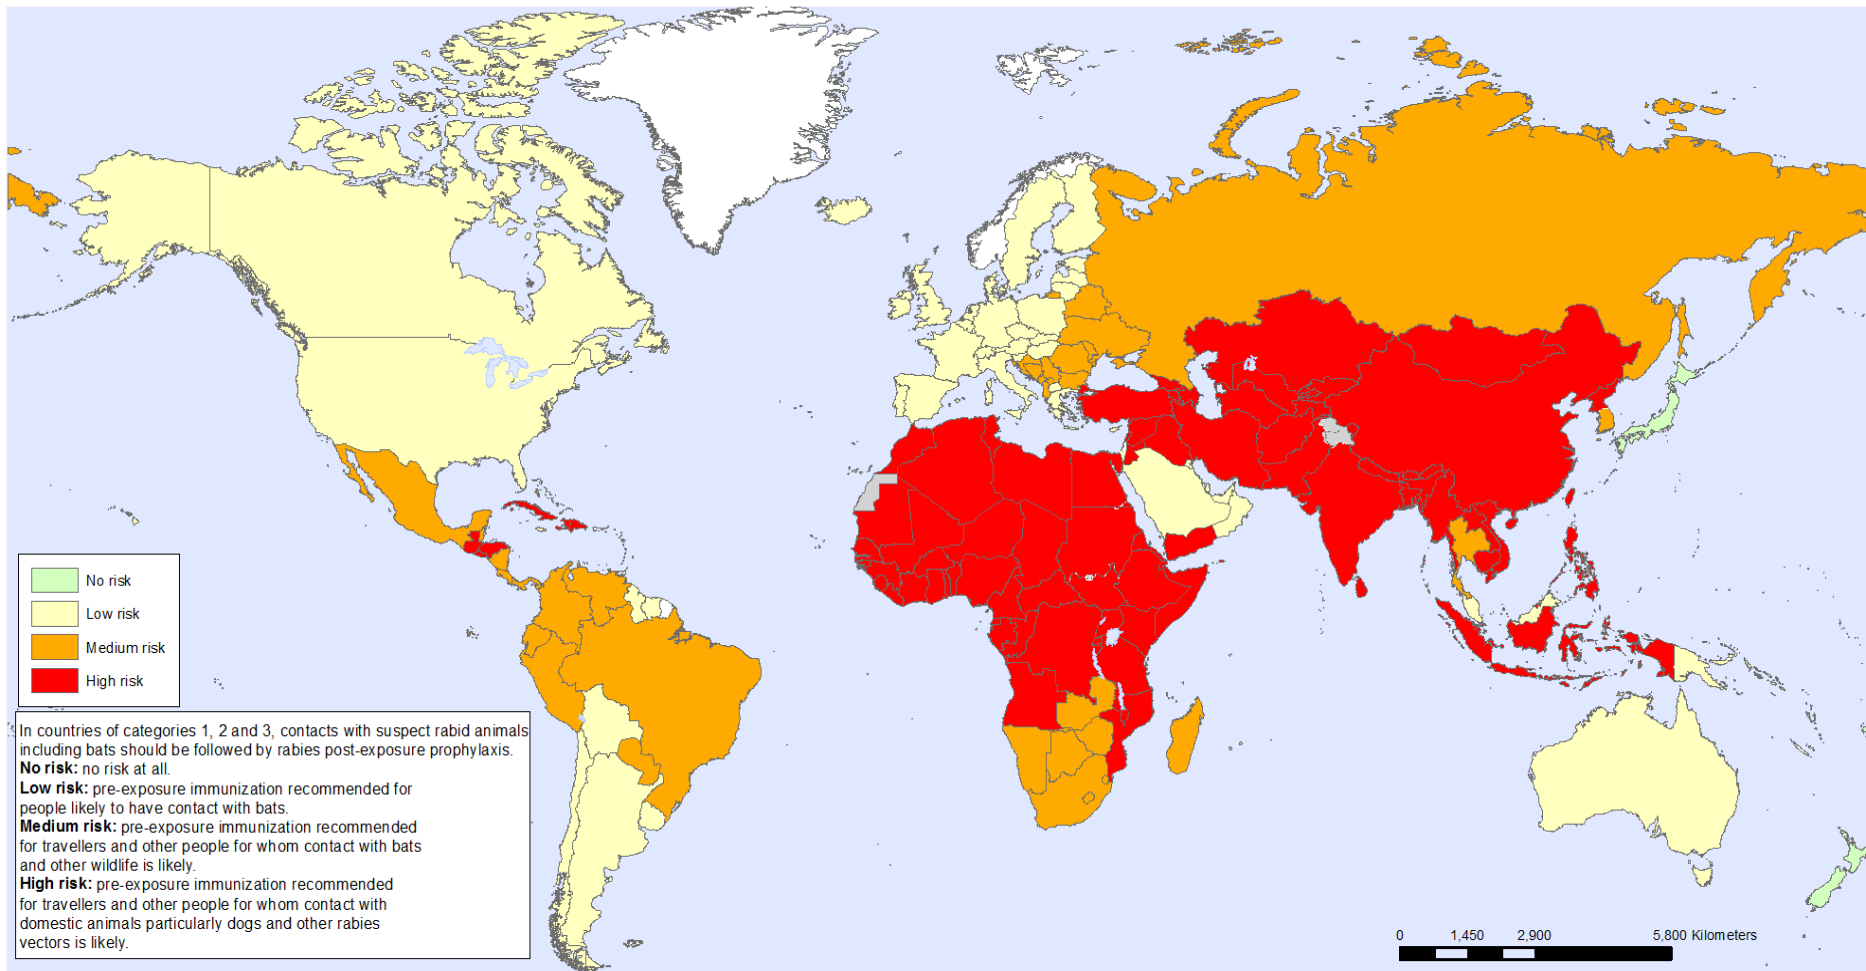 No risk
Low risk
Medium risk
High risk
In countries of categories 1, 2 and 3, contacts with suspect rabid animals
including bats should be followed by rabies post-exposure prophylaxis.
No risk: no risk at all.
Low risk: pre-exposure immunization recommended for
people likely to have contact with bats.
Medium risk: pre-exposure immunization recommended
for travellers and other people for whom contact with bats
and other wildlife is likely.
High risk: pre-exposure immunization recommended
for travellers and other people for whom contact with
domestic animals particularly dogs and other rabies
vectors is likely.
0 1,450 2,900 5,800 Kilometers